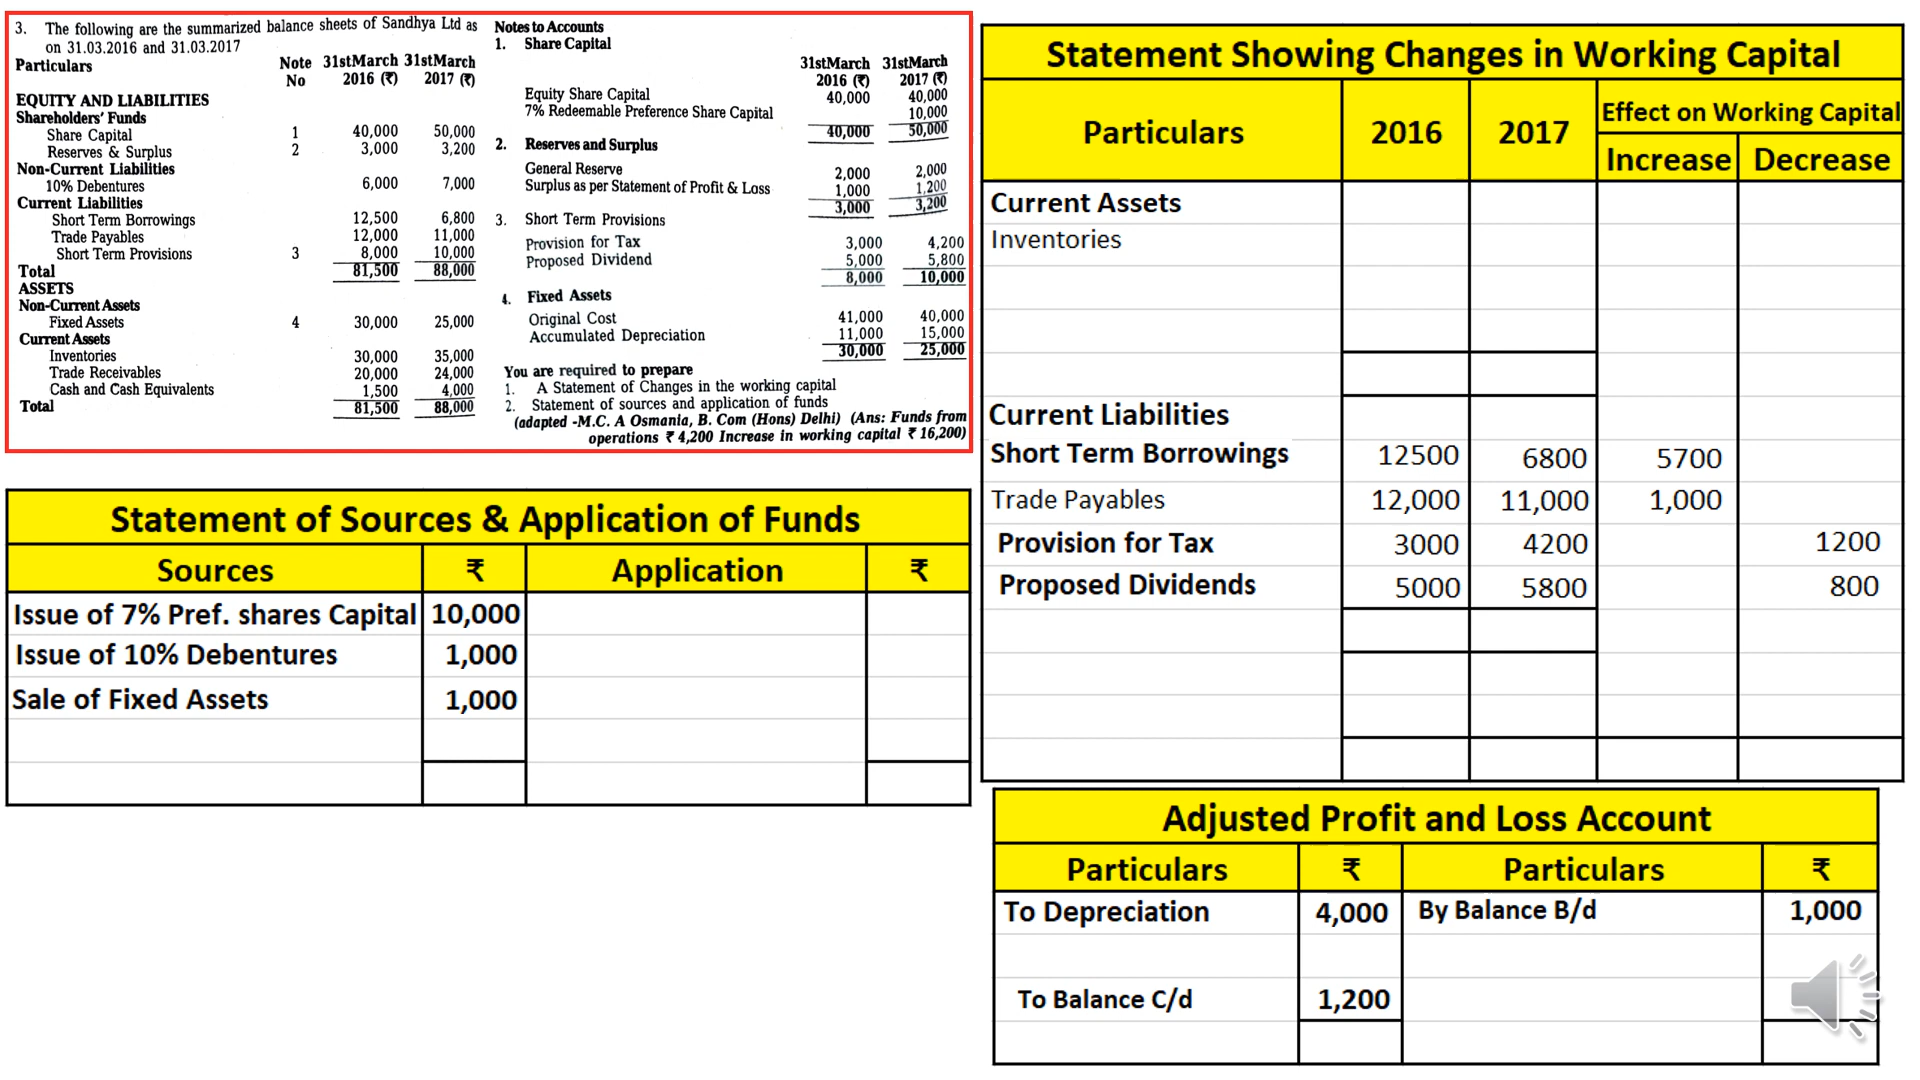 3. The following are the summarized balance sheets of Sandhya Ltd as
on 31.03.2016 and 31.03.2017
Particulars Note 31stMarch 31stMarch
No 2016 (₹) 2017 (₹)
EQUITY AND LIABILITIES
Shareholders' Funds
Share Capital 1 40,000 50,000
Reserves & Surplus 2 3,000 3,200
Non-Current Liabilities
10% Debentures 6,000 7,000
Current Liabilities
Short Term Borrowings 12,500 6,800
Trade Payables 12,000 11,000
Short Term Provisions 3 8,000 10,000
Total 81,500 88,000
ASSETS
Non-Current Assets
Fixed Assets 4 30,000 25,000
Current Assets
Inventories 30,000 35,000
Trade Receivables 20,000 24,000
Cash and Cash Equivalents 1,500 4,000
Total 81,500 88,000
Notes to Accounts
1. Share Capital
31stMarch 31stMarch
2016 (₹) 2017 (₹)
Equity Share Capital 40,000 40,000
7% Redeemable Preference Share Capital 10,000
40,000 50,000
2. Reserves and Surplus
General Reserve 2,000 2,000
Surplus as per Statement of Profit & Loss 1,000 1,200
3,000 3,200
3. Short Term Provisions
Provision for Tax 3,000 4,200
Proposed Dividend 5,000 5,800
8,000 10,000
4. Fixed Assets
Original Cost 41,000 40,000
Accumulated Depreciation 11,000 15,000
30,000 25,000
You are required to prepare
1. A Statement of Changes in the working capital
2. Statement of sources and application of funds
(adapted -M.C. A Osmania, B. Com (Hons) Delhi) (Ans: Funds from
operations ₹ 4,200 Increase in working capital ₹ 16,200)
Statement of Sources & Application of Funds
Sources ₹ Application ₹
Issue of 7% Pref. shares Capital 10,000
Issue of 10% Debentures 1,000
Sale of Fixed Assets 1,000
Statement Showing Changes in Working Capital
Particulars 2016 2017 Effect on Working Capital
Increase Decrease
Current Assets
Inventories
Current Liabilities
Short Term Borrowings 12500 6800 5700
Trade Payables 12,000 11,000 1,000
Provision for Tax 3000 4200 1200
Proposed Dividends 5000 5800 800
Adjusted Profit and Loss Account
Particulars ₹ Particulars ₹
To Depreciation 4,000 By Balance B/d 1,000
To Balance C/d 1,200